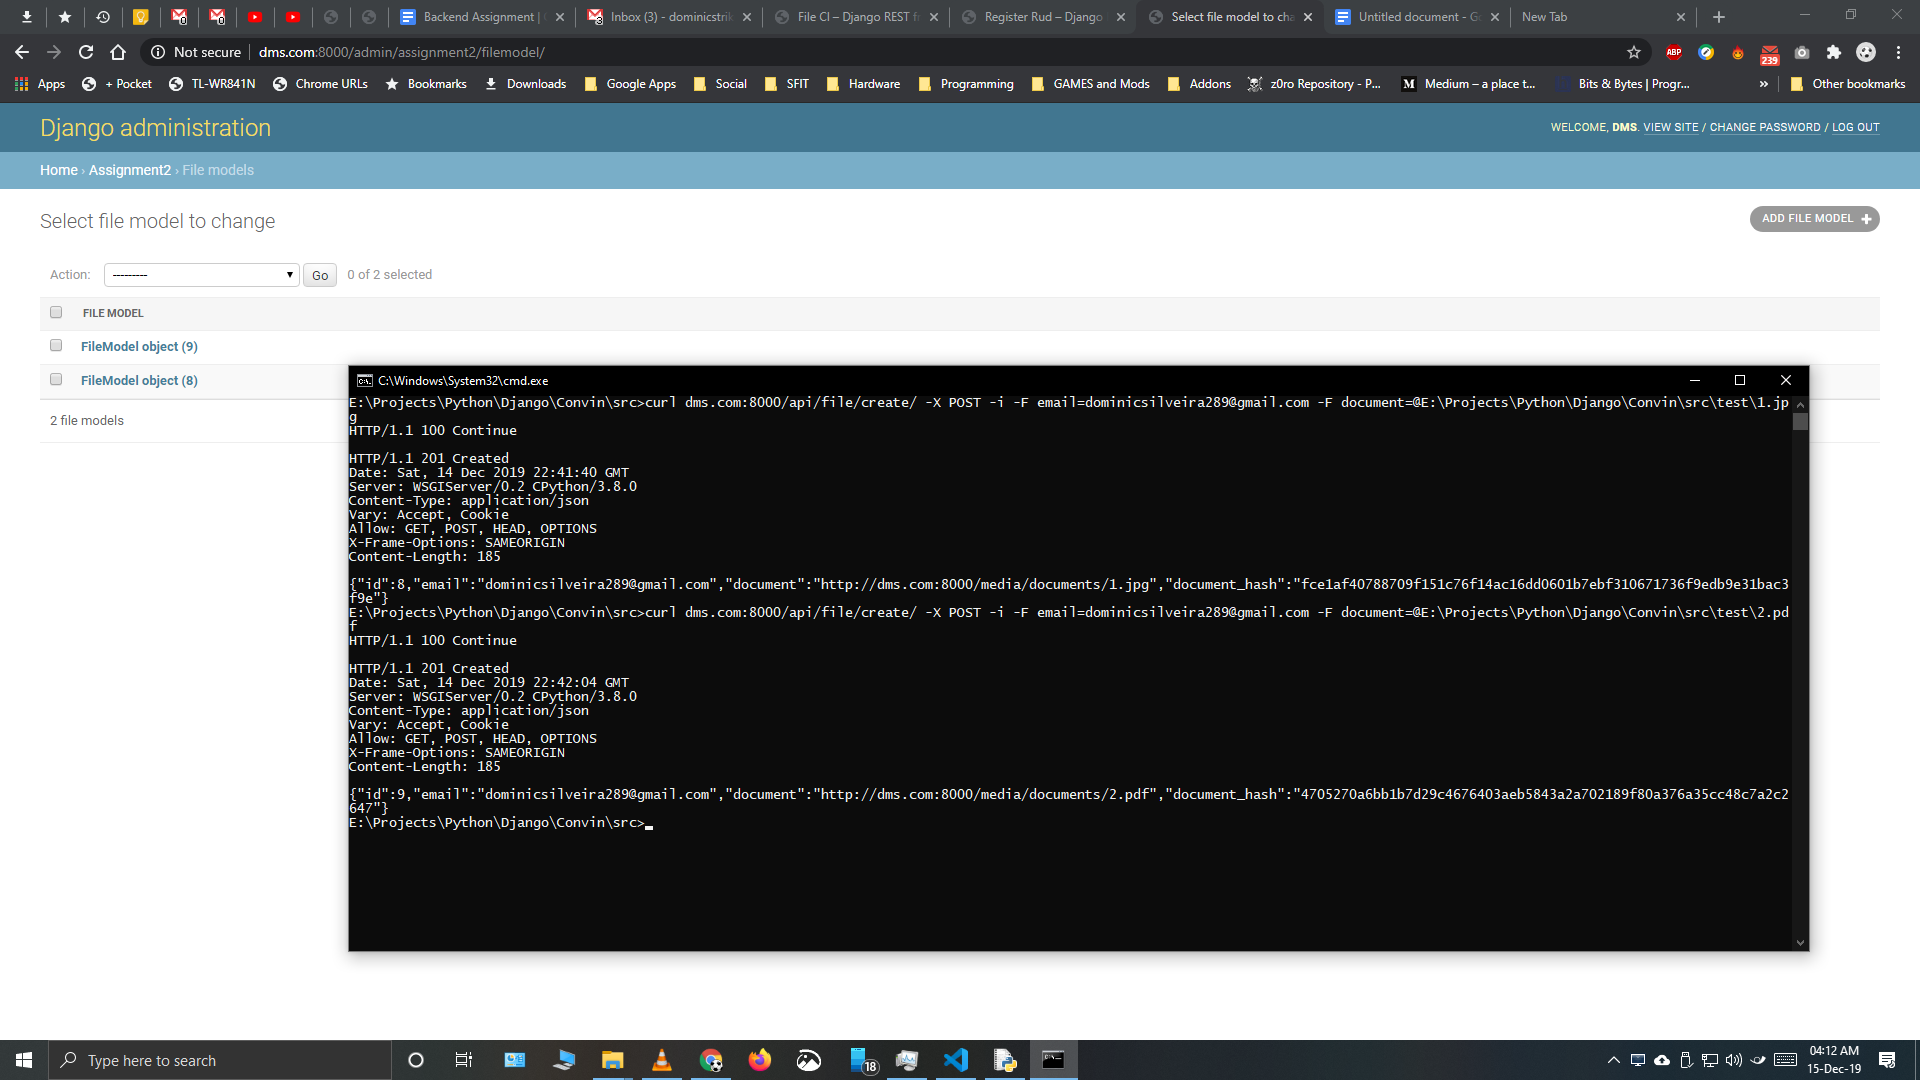 0
0
Backend Assignment |
Inbox (3) - dominicstrik
3
File Cl – Django REST f
Register Rud – Django
Select file model to cha
Untitled document - G
New Tab
Not secure
dms.com:8000/admin/assignment2/filemodel/
ABP
239
Apps
+ Pocket
TL-WR841N
Chrome URLs
Bookmarks
Downloads
Google Apps
Social
SFIT
Hardware
Programming
GAMES and Mods
Addons
z0ro Repository - P...
M
Medium – a place t...
Bits & Bytes | Progr...
»
Other bookmarks
Django administration
WELCOME, DMS. VIEW SITE / CHANGE PASSWORD / LOG OUT
Home › Assignment2 › File models
Select file model to change
ADD FILE MODEL +
Action:
---------
Go
0 of 2 selected
FILE MODEL
FileModel object (9)
FileModel object (8)
2 file models
C:\Windows\System32\cmd.exe
E:\Projects\Python\Django\Convin\src>curl dms.com:8000/api/file/create/ -X POST -i -F email=dominicsilveira289@gmail.com -F document=@E:\Projects\Python\Django\Convin\src\test\1.jp
g
HTTP/1.1 100 Continue
HTTP/1.1 201 Created
Date: Sat, 14 Dec 2019 22:41:40 GMT
Server: WSGIServer/0.2 CPython/3.8.0
Content-Type: application/json
Vary: Accept, Cookie
Allow: GET, POST, HEAD, OPTIONS
X-Frame-Options: SAMEORIGIN
Content-Length: 185
{"id":8,"email":"dominicsilveira289@gmail.com","document":"http://dms.com:8000/media/documents/1.jpg","document_hash":"fce1af40788709f151c76f14ac16dd0601b7ebf310671736f9edb9e31bac3
f9e"}
E:\Projects\Python\Django\Convin\src>curl dms.com:8000/api/file/create/ -X POST -i -F email=dominicsilveira289@gmail.com -F document=@E:\Projects\Python\Django\Convin\src\test\2.pd
f
HTTP/1.1 100 Continue
HTTP/1.1 201 Created
Date: Sat, 14 Dec 2019 22:42:04 GMT
Server: WSGIServer/0.2 CPython/3.8.0
Content-Type: application/json
Vary: Accept, Cookie
Allow: GET, POST, HEAD, OPTIONS
X-Frame-Options: SAMEORIGIN
Content-Length: 185
{"id":9,"email":"dominicsilveira289@gmail.com","document":"http://dms.com:8000/media/documents/2.pdf","document_hash":"4705270a6bb1b7d29c4676403aeb5843a2a702189f80a376a35cc48c7a2c2
647"}
E:\Projects\Python\Django\Convin\src>
Type here to search
18
04:12 AM
15-Dec-19